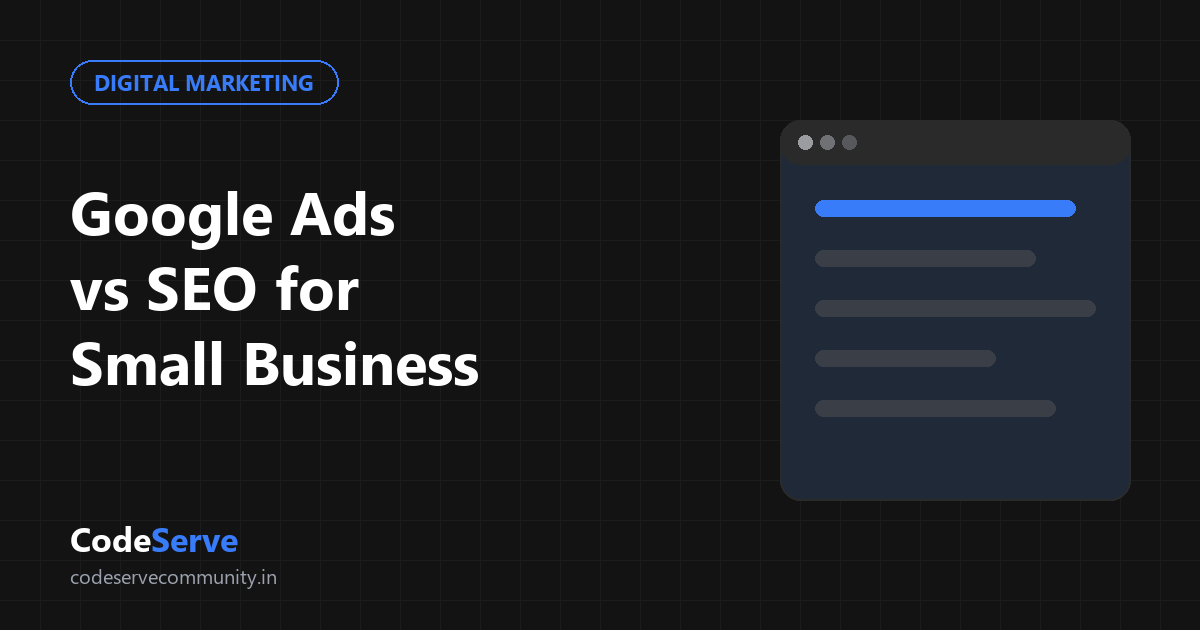 DIGITAL MARKETING
Google Ads
vs SEO for
Small Business
CodeServe
codeservecommunity.in